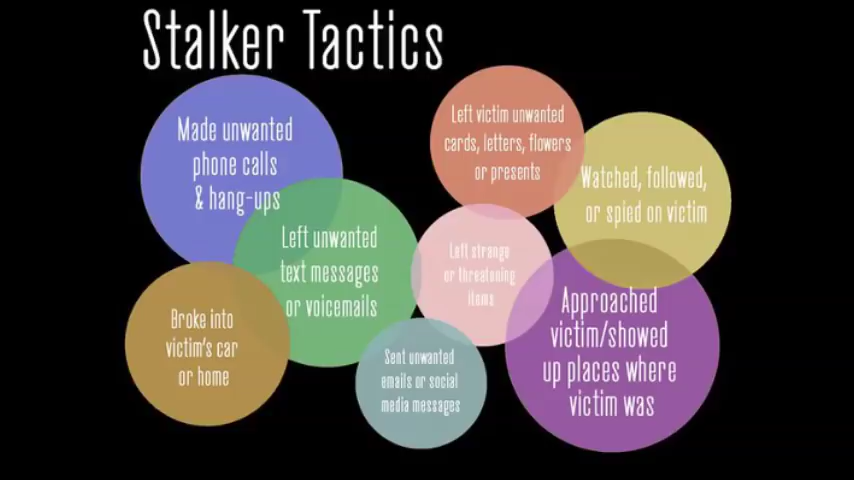 Stalker Tactics
Made unwanted
phone calls
& hang-ups
Left victim unwanted
cards, letters, flowers
or presents
Watched, followed,
or spied on victim
Left unwanted
text messages
or voicemails
Left strange
or threatening
items
Broke into
victim's car
or home
Sent unwanted
emails or social
media messages
Approached
victim/showed
up places where
victim was